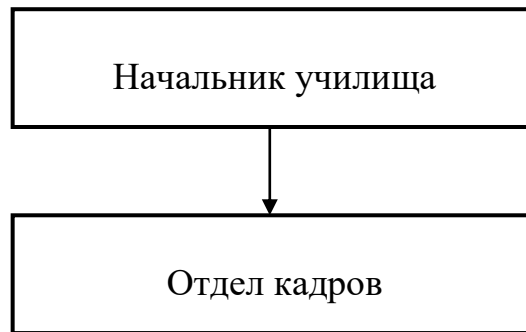 Начальник училища
Отдел кадров